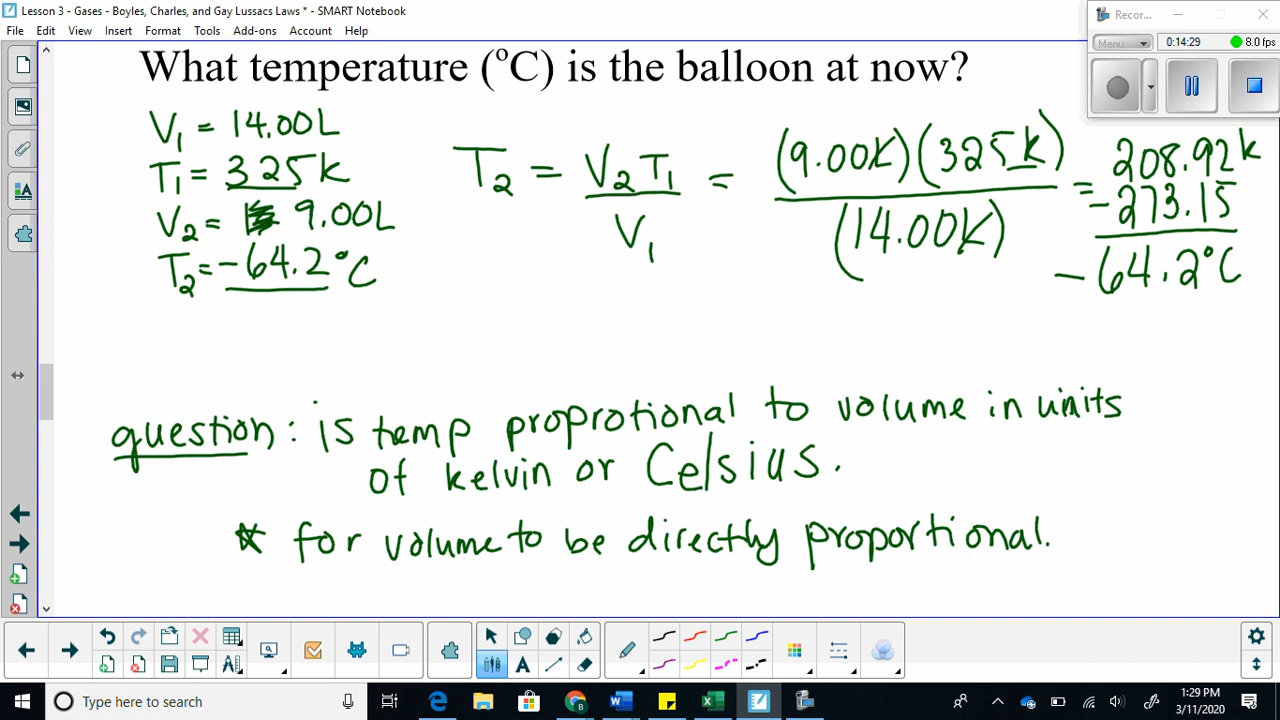 Lesson 3 - Gases - Boyles, Charles, and Gay Lussacs Laws * - SMART Notebook
File Edit View Insert Format Tools Add-ons Account Help
Recor...
Menu
0:14:29
8.0 fps
What temperature (°C) is the balloon at now?
V₁ = 14.00L
T₁ = 325K
V₂ = 9.00L
T₂ = -64.2°C
T₂ = V₂T₁ / V₁ = (9.00L)(325K) / (14.00L) = 208.92K
-273.15
-64.2°C
question: is temp proprotional to volume in units
of kelvin or Celsius.
* for volume to be directly proportional.
Type here to search
1:29 PM
3/11/2020